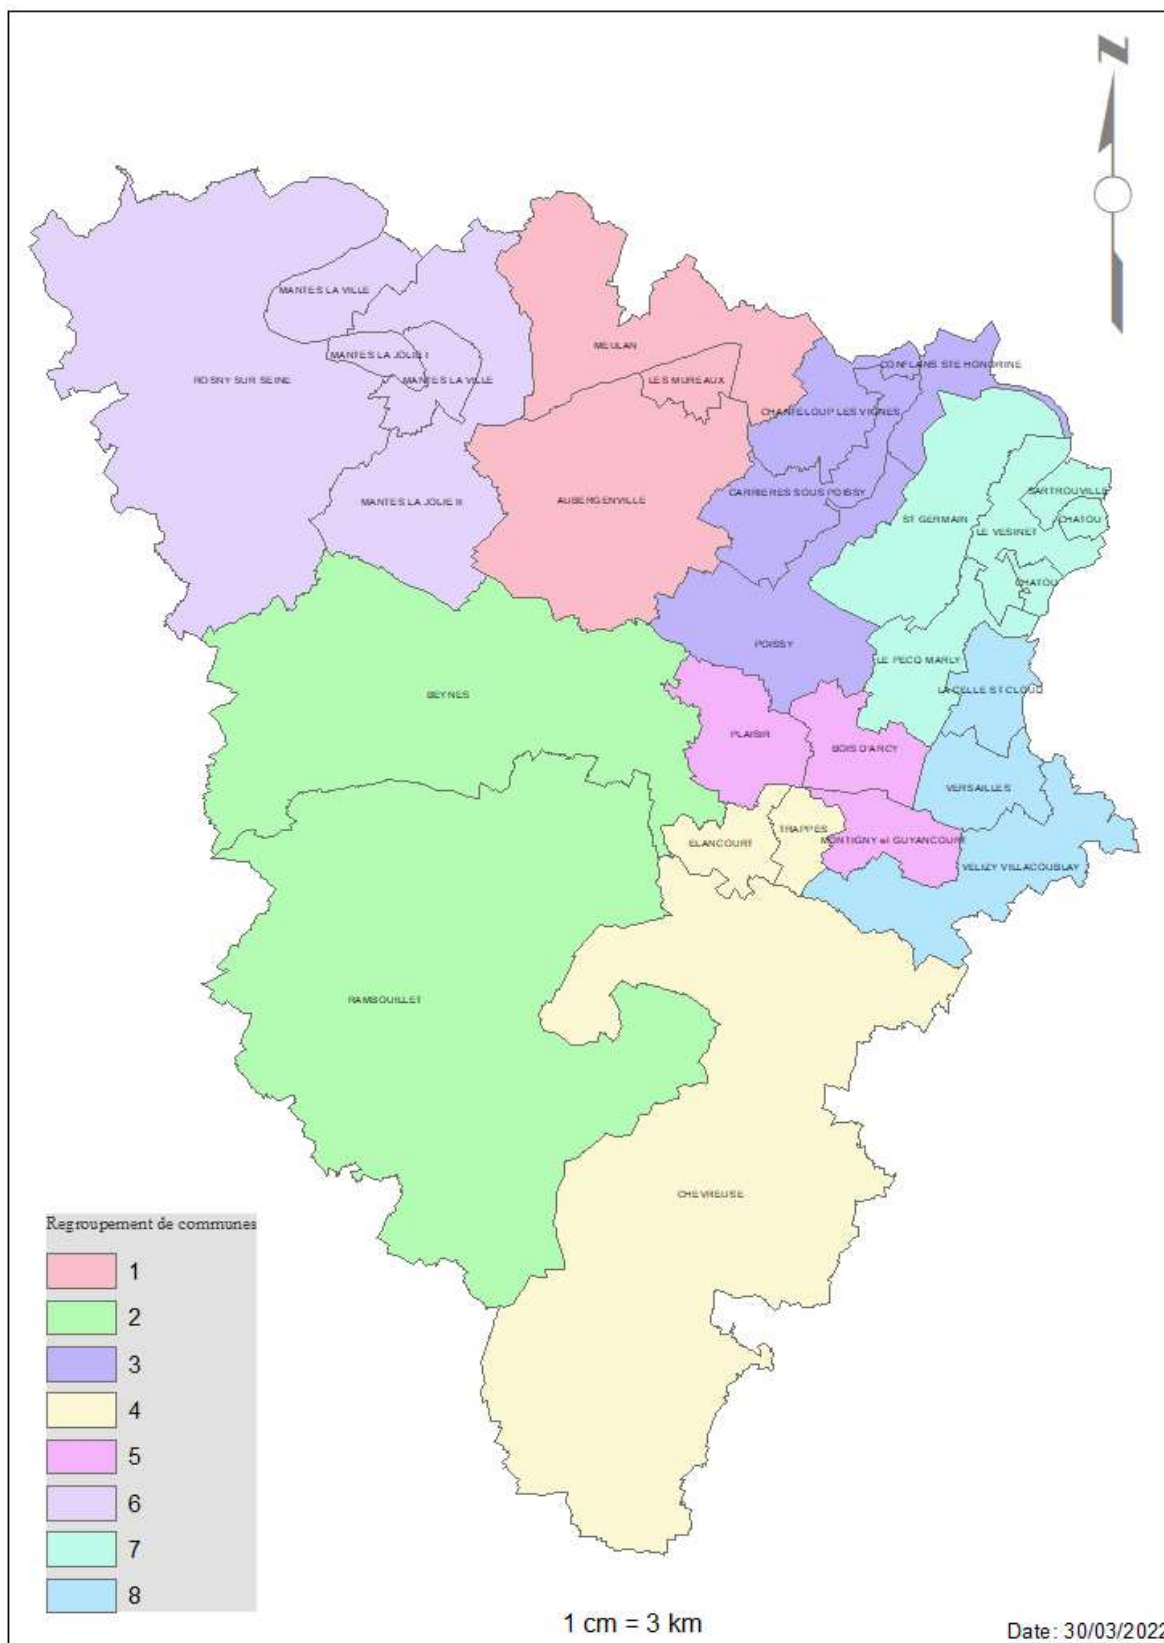 Z
MANTES LA VILLE
MEULAN
MANTES LA JOLIE I
CONFLANS STE HONORINE
ROSNY SUR SEINE
MANTES LA VILLE
LES MUREAUX
CHANTELOUP LES VIGNES
MANTES LA JOLIE II
AUBERGENVILLE
CARRIERES SOUS POISSY
SARTROUVILLE
ST GERMAIN
CHATOU
LE VESINET
CHATOU
POISSY
LE PECQ MARLY
BEYNES
LA CELLE ST CLOUD
PLAISIR
BOIS D'ARCY
VERSAILLES
TRAPPES
ELANCOURT
MONTIGNY et GUYANCOURT
VELIZY VILLACOUBLAY
RAMBOUILLET
CHEVREUSE
Regroupement de communes
1
2
3
4
5
6
7
8
1 cm = 3 km
Date: 30/03/2022